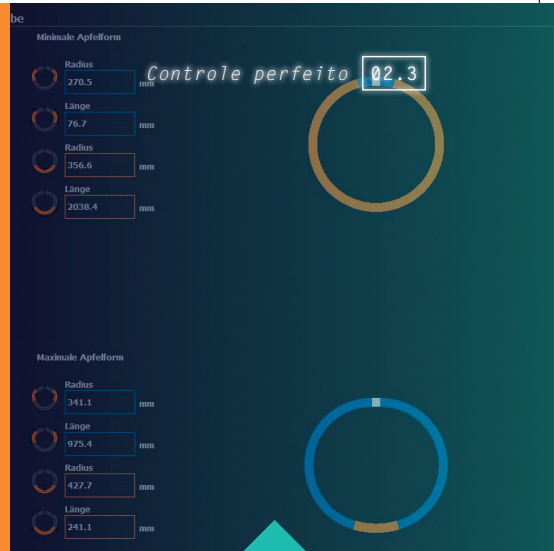 be
Minimale Apfelform
Controle perfeito 02.3
Radius
270.5 mm
Länge
76.7 mm
Radius
356.6 mm
Länge
2038.4 mm
Maximale Apfelform
Radius
341.1 mm
Länge
975.4 mm
Radius
427.7 mm
Länge
241.1 mm